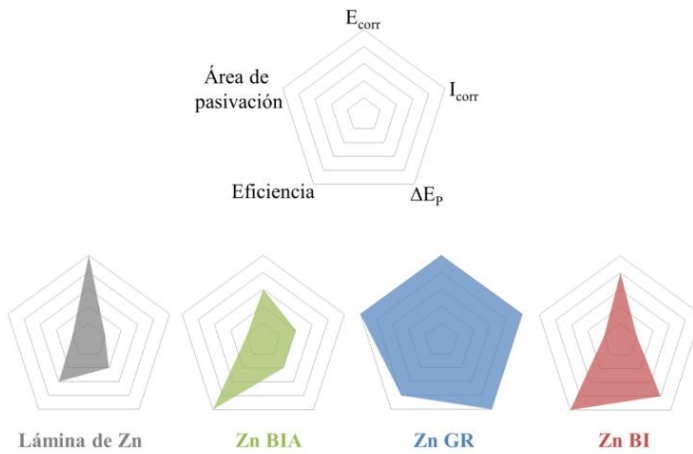 E_corr
Área de
pasivación
I_corr
Eficiencia
ΔE_P
Lámina de Zn
Zn BIA
Zn GR
Zn BI